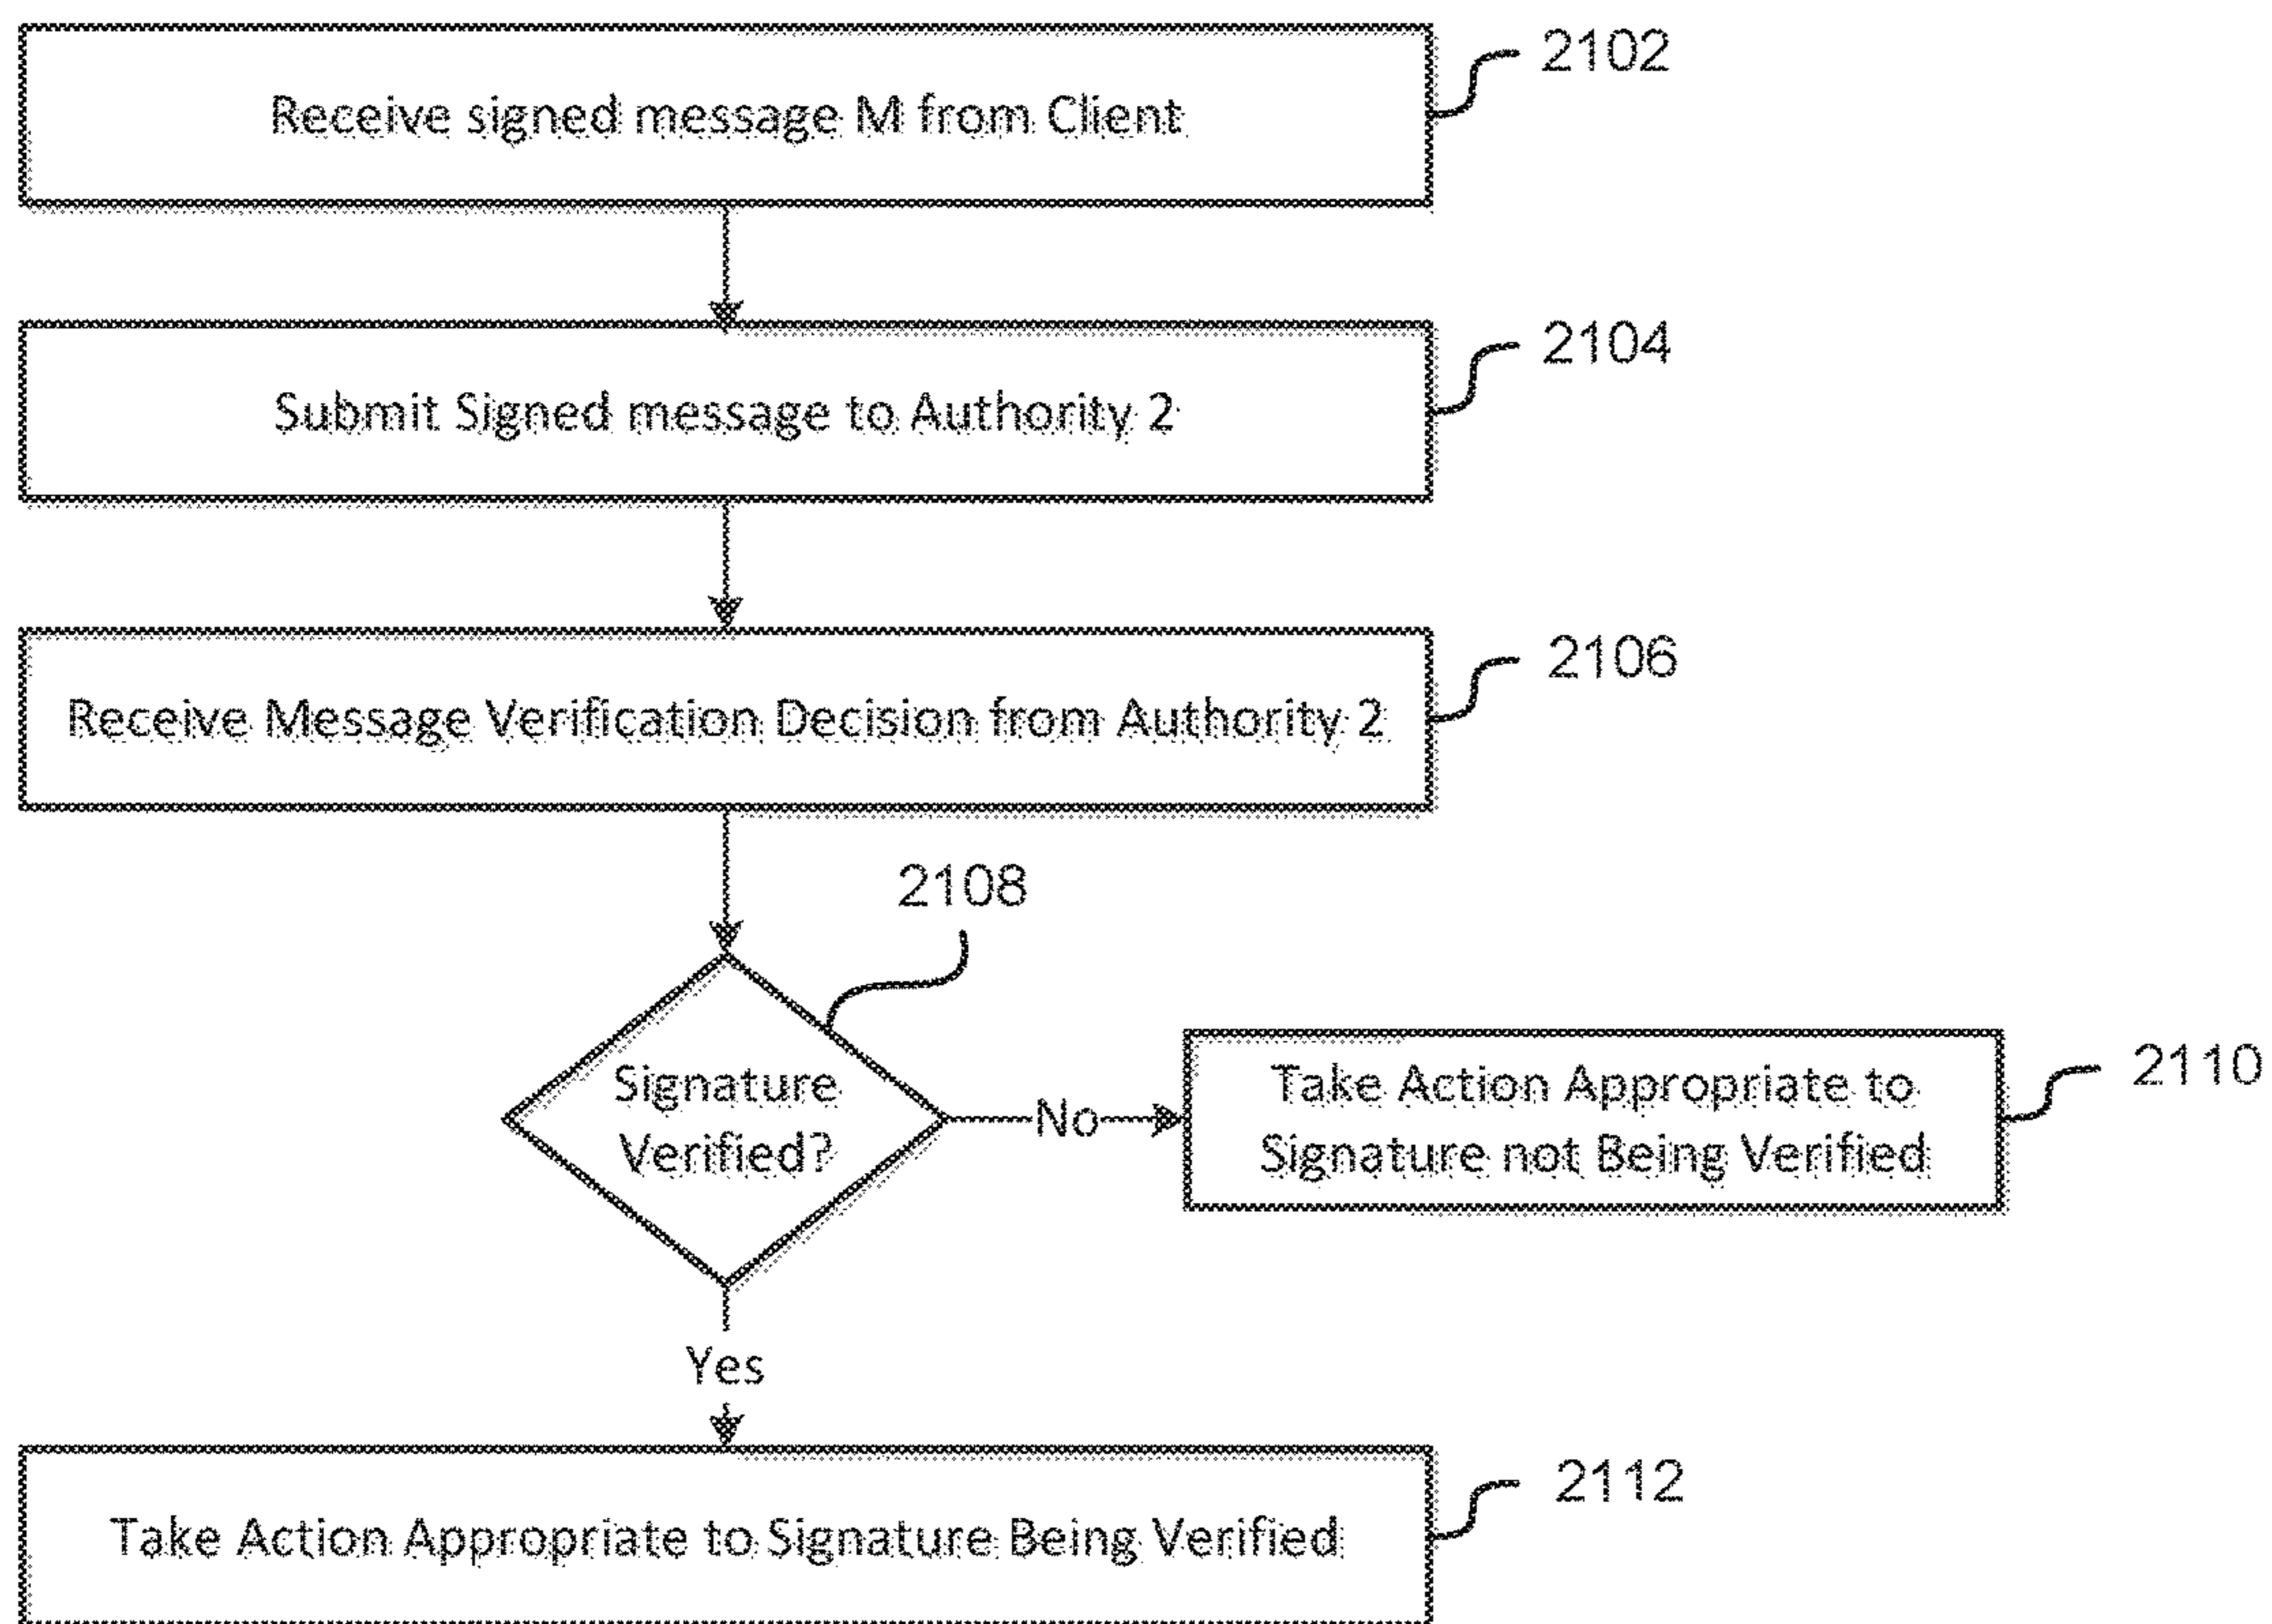 Receive signed message M from Client
2102
Submit Signed message to Authority 2
2104
Receive Message Verification Decision from Authority 2
2106
2108
Signature
Verified?
No
Take Action Appropriate to
Signature not Being Verified
2110
Yes
Take Action Appropriate to Signature Being Verified
2112